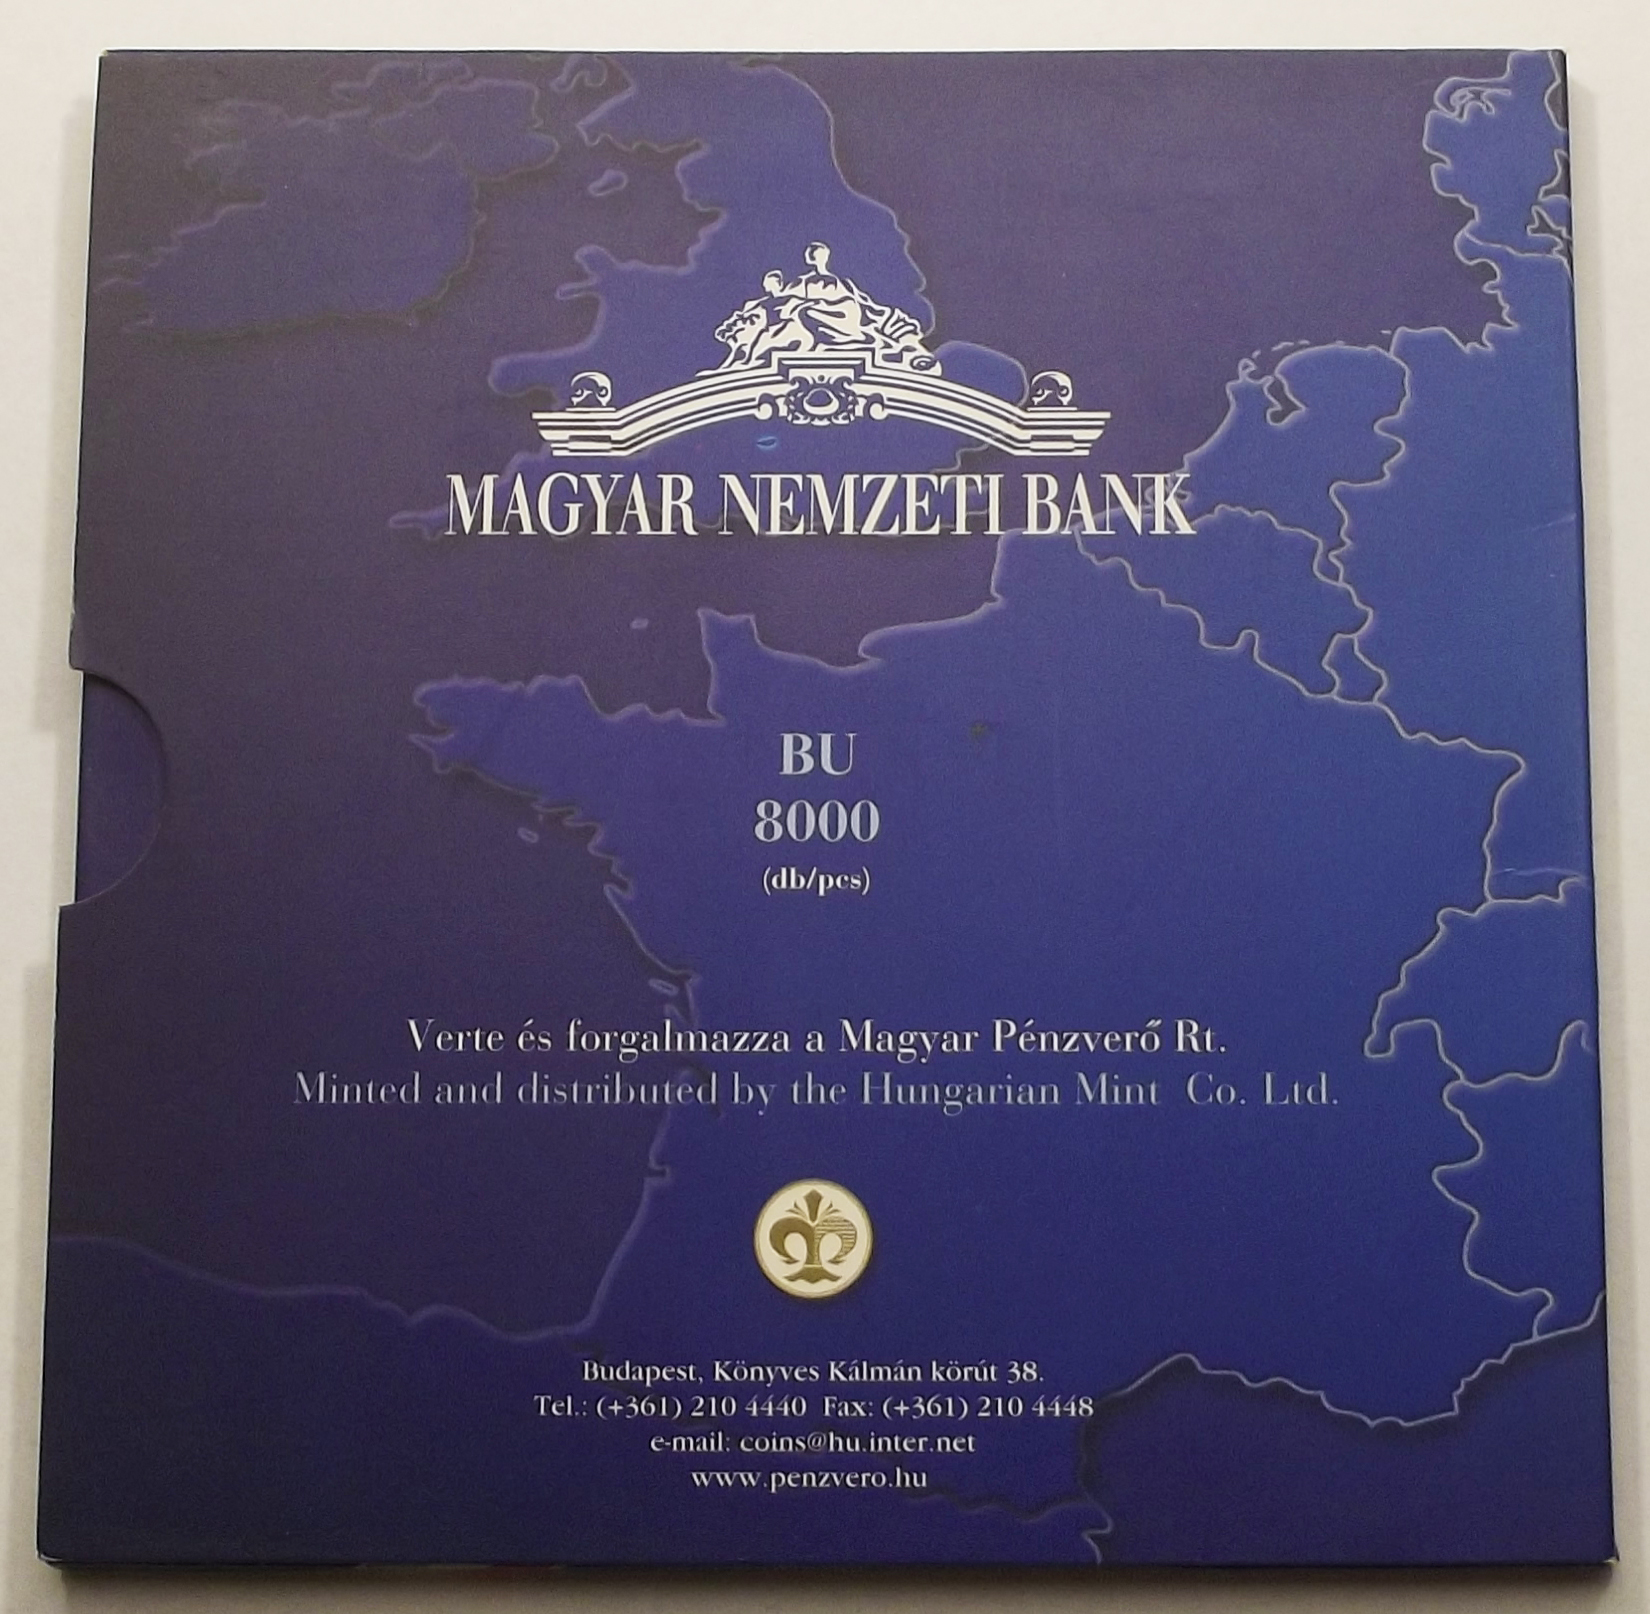 MAGYAR NEMZETI BANK
BU
8000
(db/pcs)
Verte és forgalmazza a Magyar Pénzverő Rt.
Minted and distributed by the Hungarian Mint Co. Ltd.
Budapest, Könyves Kálmán körút 38.
Tel.: (+361) 210 4440 Fax: (+361) 210 4448
e-mail: coins@hu.inter.net
www.penzvero.hu